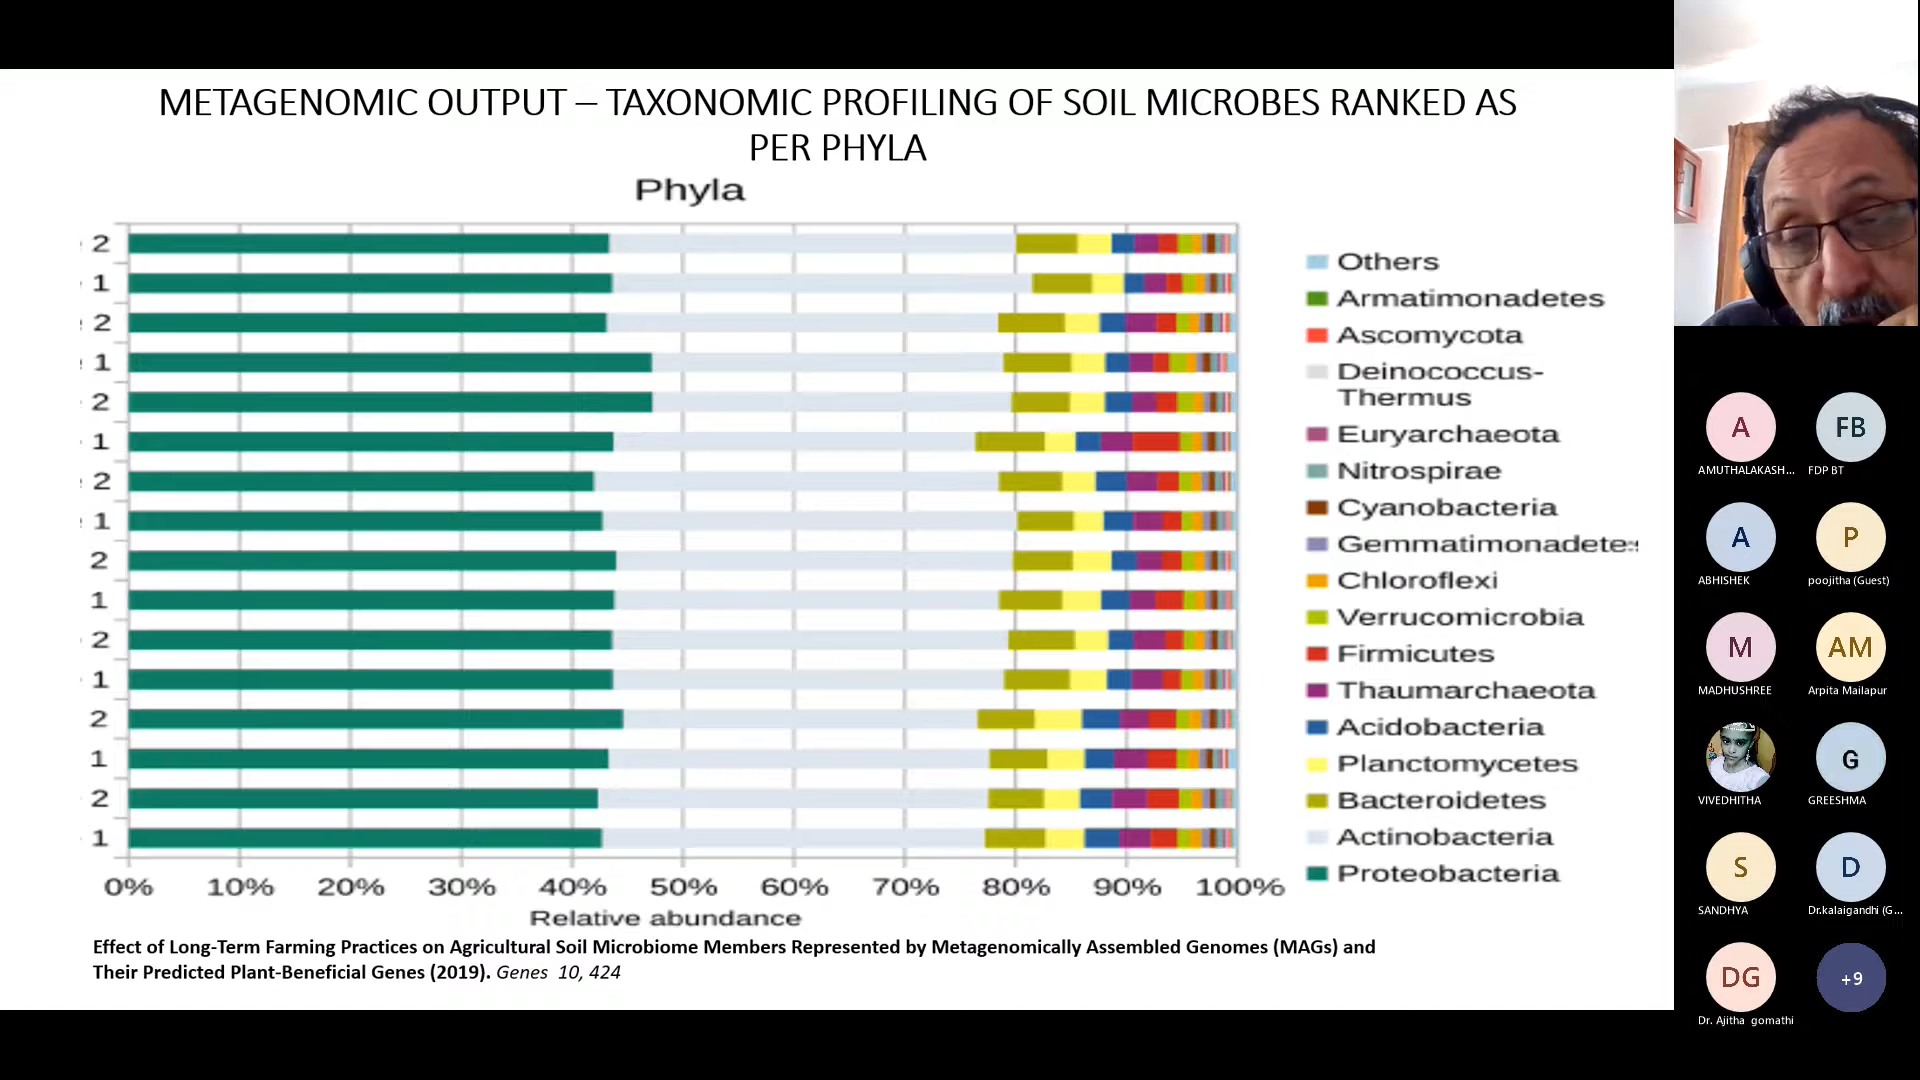 METAGENOMIC OUTPUT – TAXONOMIC PROFILING OF SOIL MICROBES RANKED AS
PER PHYLA
Phyla
2
1
2
1
2
1
2
1
2
1
2
1
2
1
2
1
0% 10% 20% 30% 40% 50% 60% 70% 80% 90% 100%
Relative abundance
Others
Armatimonadetes
Ascomycota
Deinococcus-
Thermus
Euryarchaeota
Nitrospirae
Cyanobacteria
Gemmatimonadetes
Chloroflexi
Verrucomicrobia
Firmicutes
Thaumarchaeota
Acidobacteria
Planctomycetes
Bacteroidetes
Actinobacteria
Proteobacteria
Effect of Long-Term Farming Practices on Agricultural Soil Microbiome Members Represented by Metagenomically Assembled Genomes (MAGs) and
Their Predicted Plant-Beneficial Genes (2019). Genes 10, 424
A FB
AMUTHALAKASH... FDP BT
A P
ABHISHEK poojitha (Guest)
M AM
MADHUSHREE Arpita Mailapur
G
VIVEDHITHA GREESHMA
S D
SANDHYA Dr.kalaigandhi (G...
DG +9
Dr. Ajitha gomathi